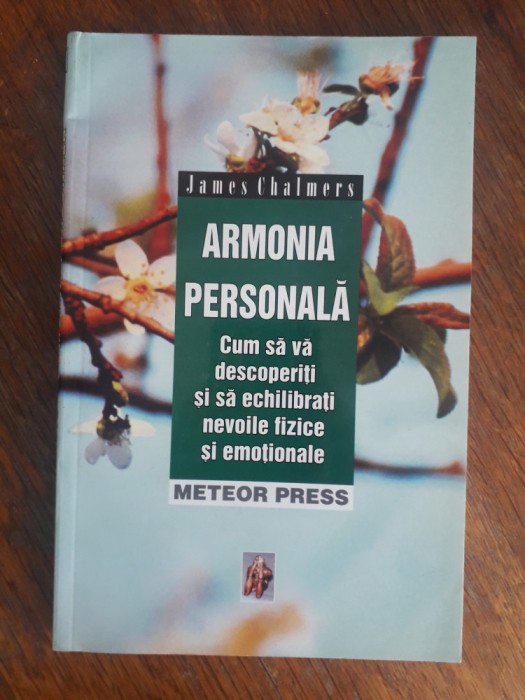 James Chalmers
ARMONIA
PERSONALĂ
Cum să vă
descoperiți
și să echilibrați
nevoile fizice
și emoționale
METEOR PRESS